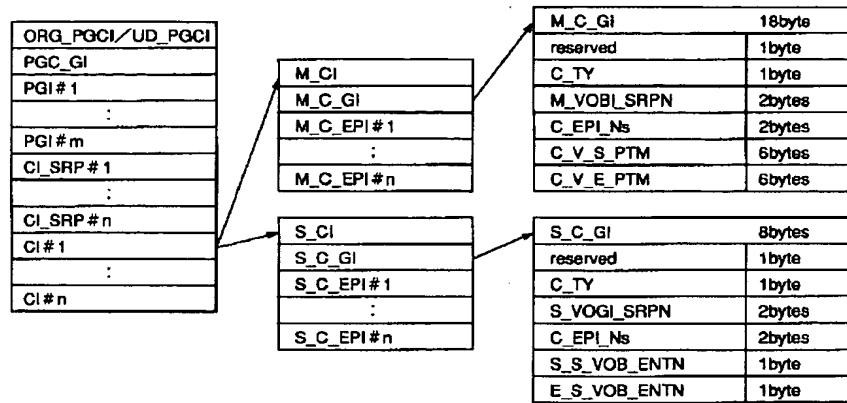 ORG_PGCI/UD_PGCI
PGC_GI
PGI#1
:
PGI#m
CI_SRP#1
:
CI_SRP#n
CI#1
:
CI#n
M_CI
M_C_GI
M_C_EPI#1
:
M_C_EPI#n
S_CI
S_C_GI
S_C_EPI#1
:
S_C_EPI#n
M_C_GI 18byte
reserved 1byte
C_TY 1byte
M_VOBI_SRPN 2bytes
C_EPI_Ns 2bytes
C_V_S_PTM 6bytes
C_V_E_PTM 6bytes
S_C_GI 8bytes
reserved 1byte
C_TY 1byte
S_VOGI_SRPN 2bytes
C_EPI_Ns 2bytes
S_S_VOB_ENTN 1byte
E_S_VOB_ENTN 1byte